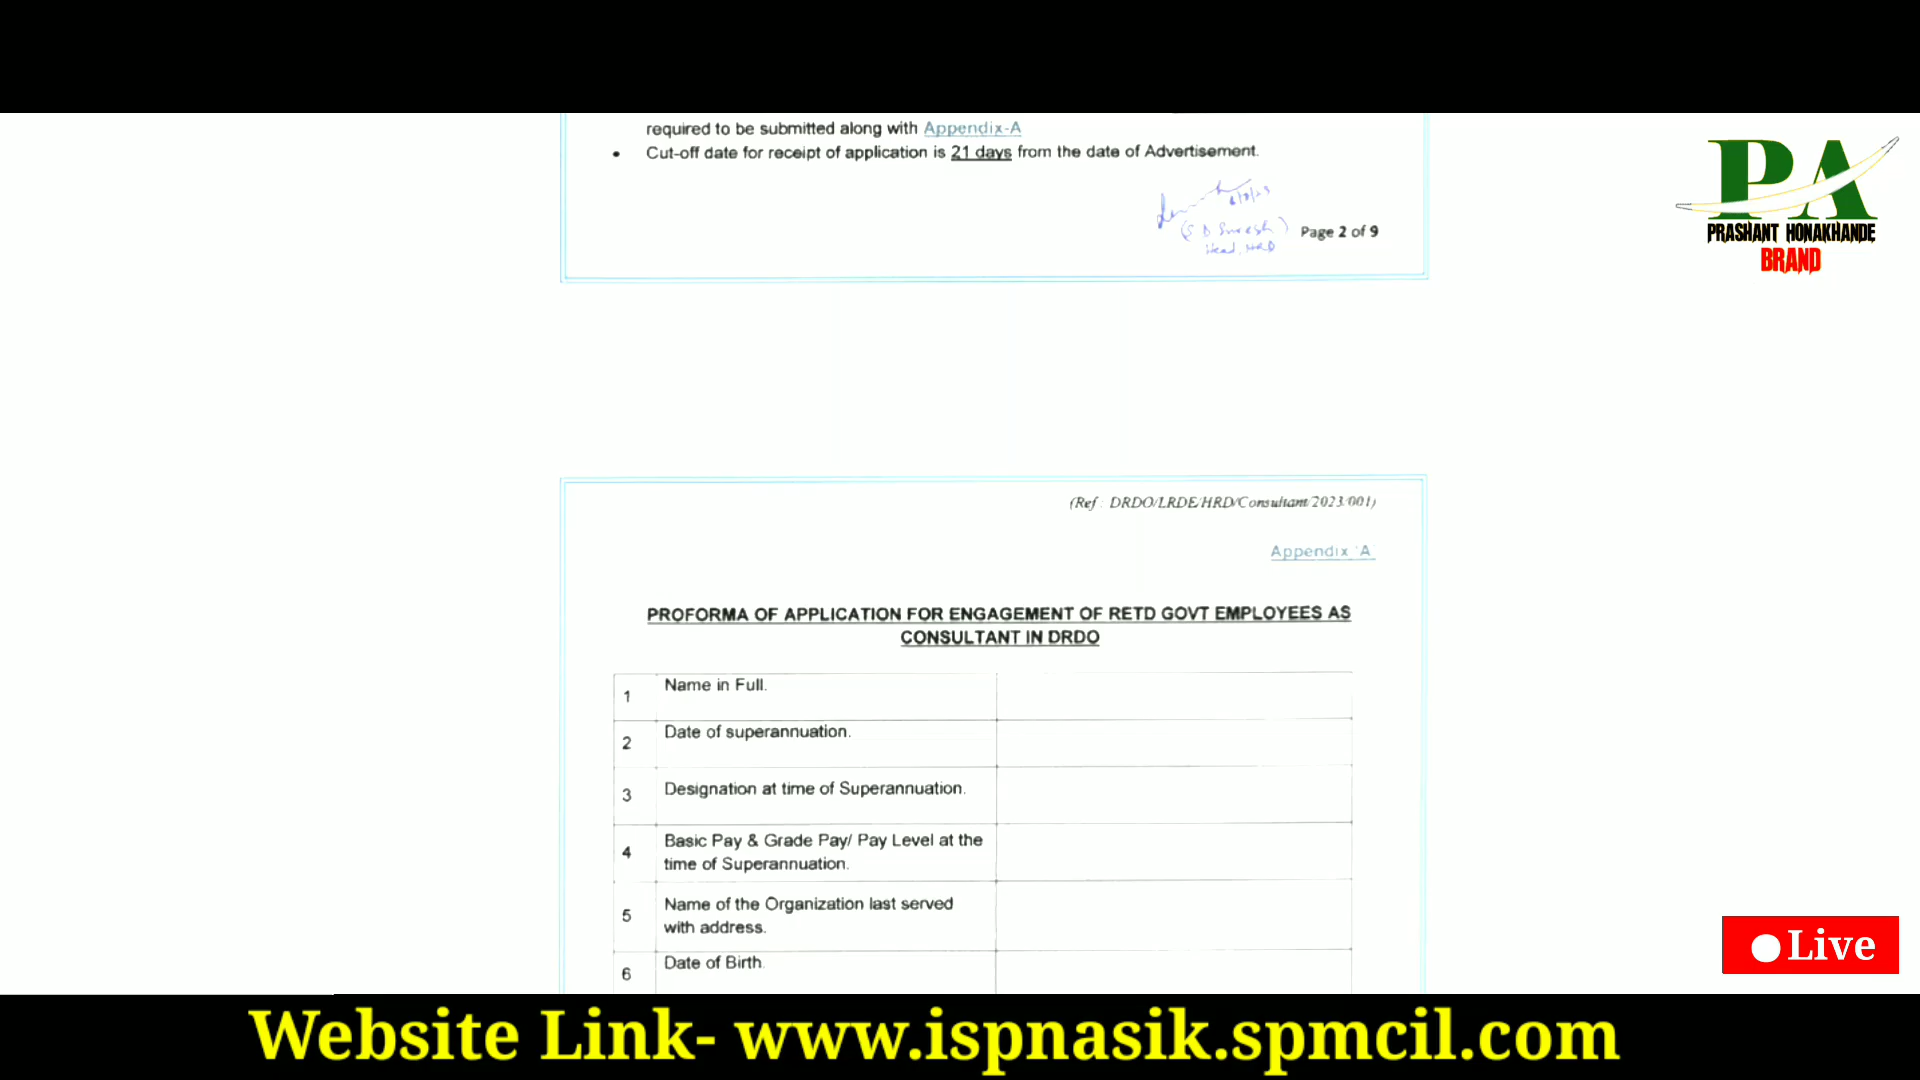 required to be submitted along with Appendix-A
• Cut-off date for receipt of application is 21 days from the date of Advertisement.
(S D Suresh)
Head, HRD
Page 2 of 9
PA
PRASHANT HONAKHANDE
BRAND
(Ref : DRDO/LRDE/HRD/Consultant/2023/001)
Appendix 'A'
PROFORMA OF APPLICATION FOR ENGAGEMENT OF RETD GOVT EMPLOYEES AS
CONSULTANT IN DRDO
1 Name in Full.
2 Date of superannuation.
3 Designation at time of Superannuation.
4 Basic Pay & Grade Pay/ Pay Level at the
time of Superannuation.
5 Name of the Organization last served
with address.
6 Date of Birth
Live
Website Link- www.ispnasik.spmcil.com